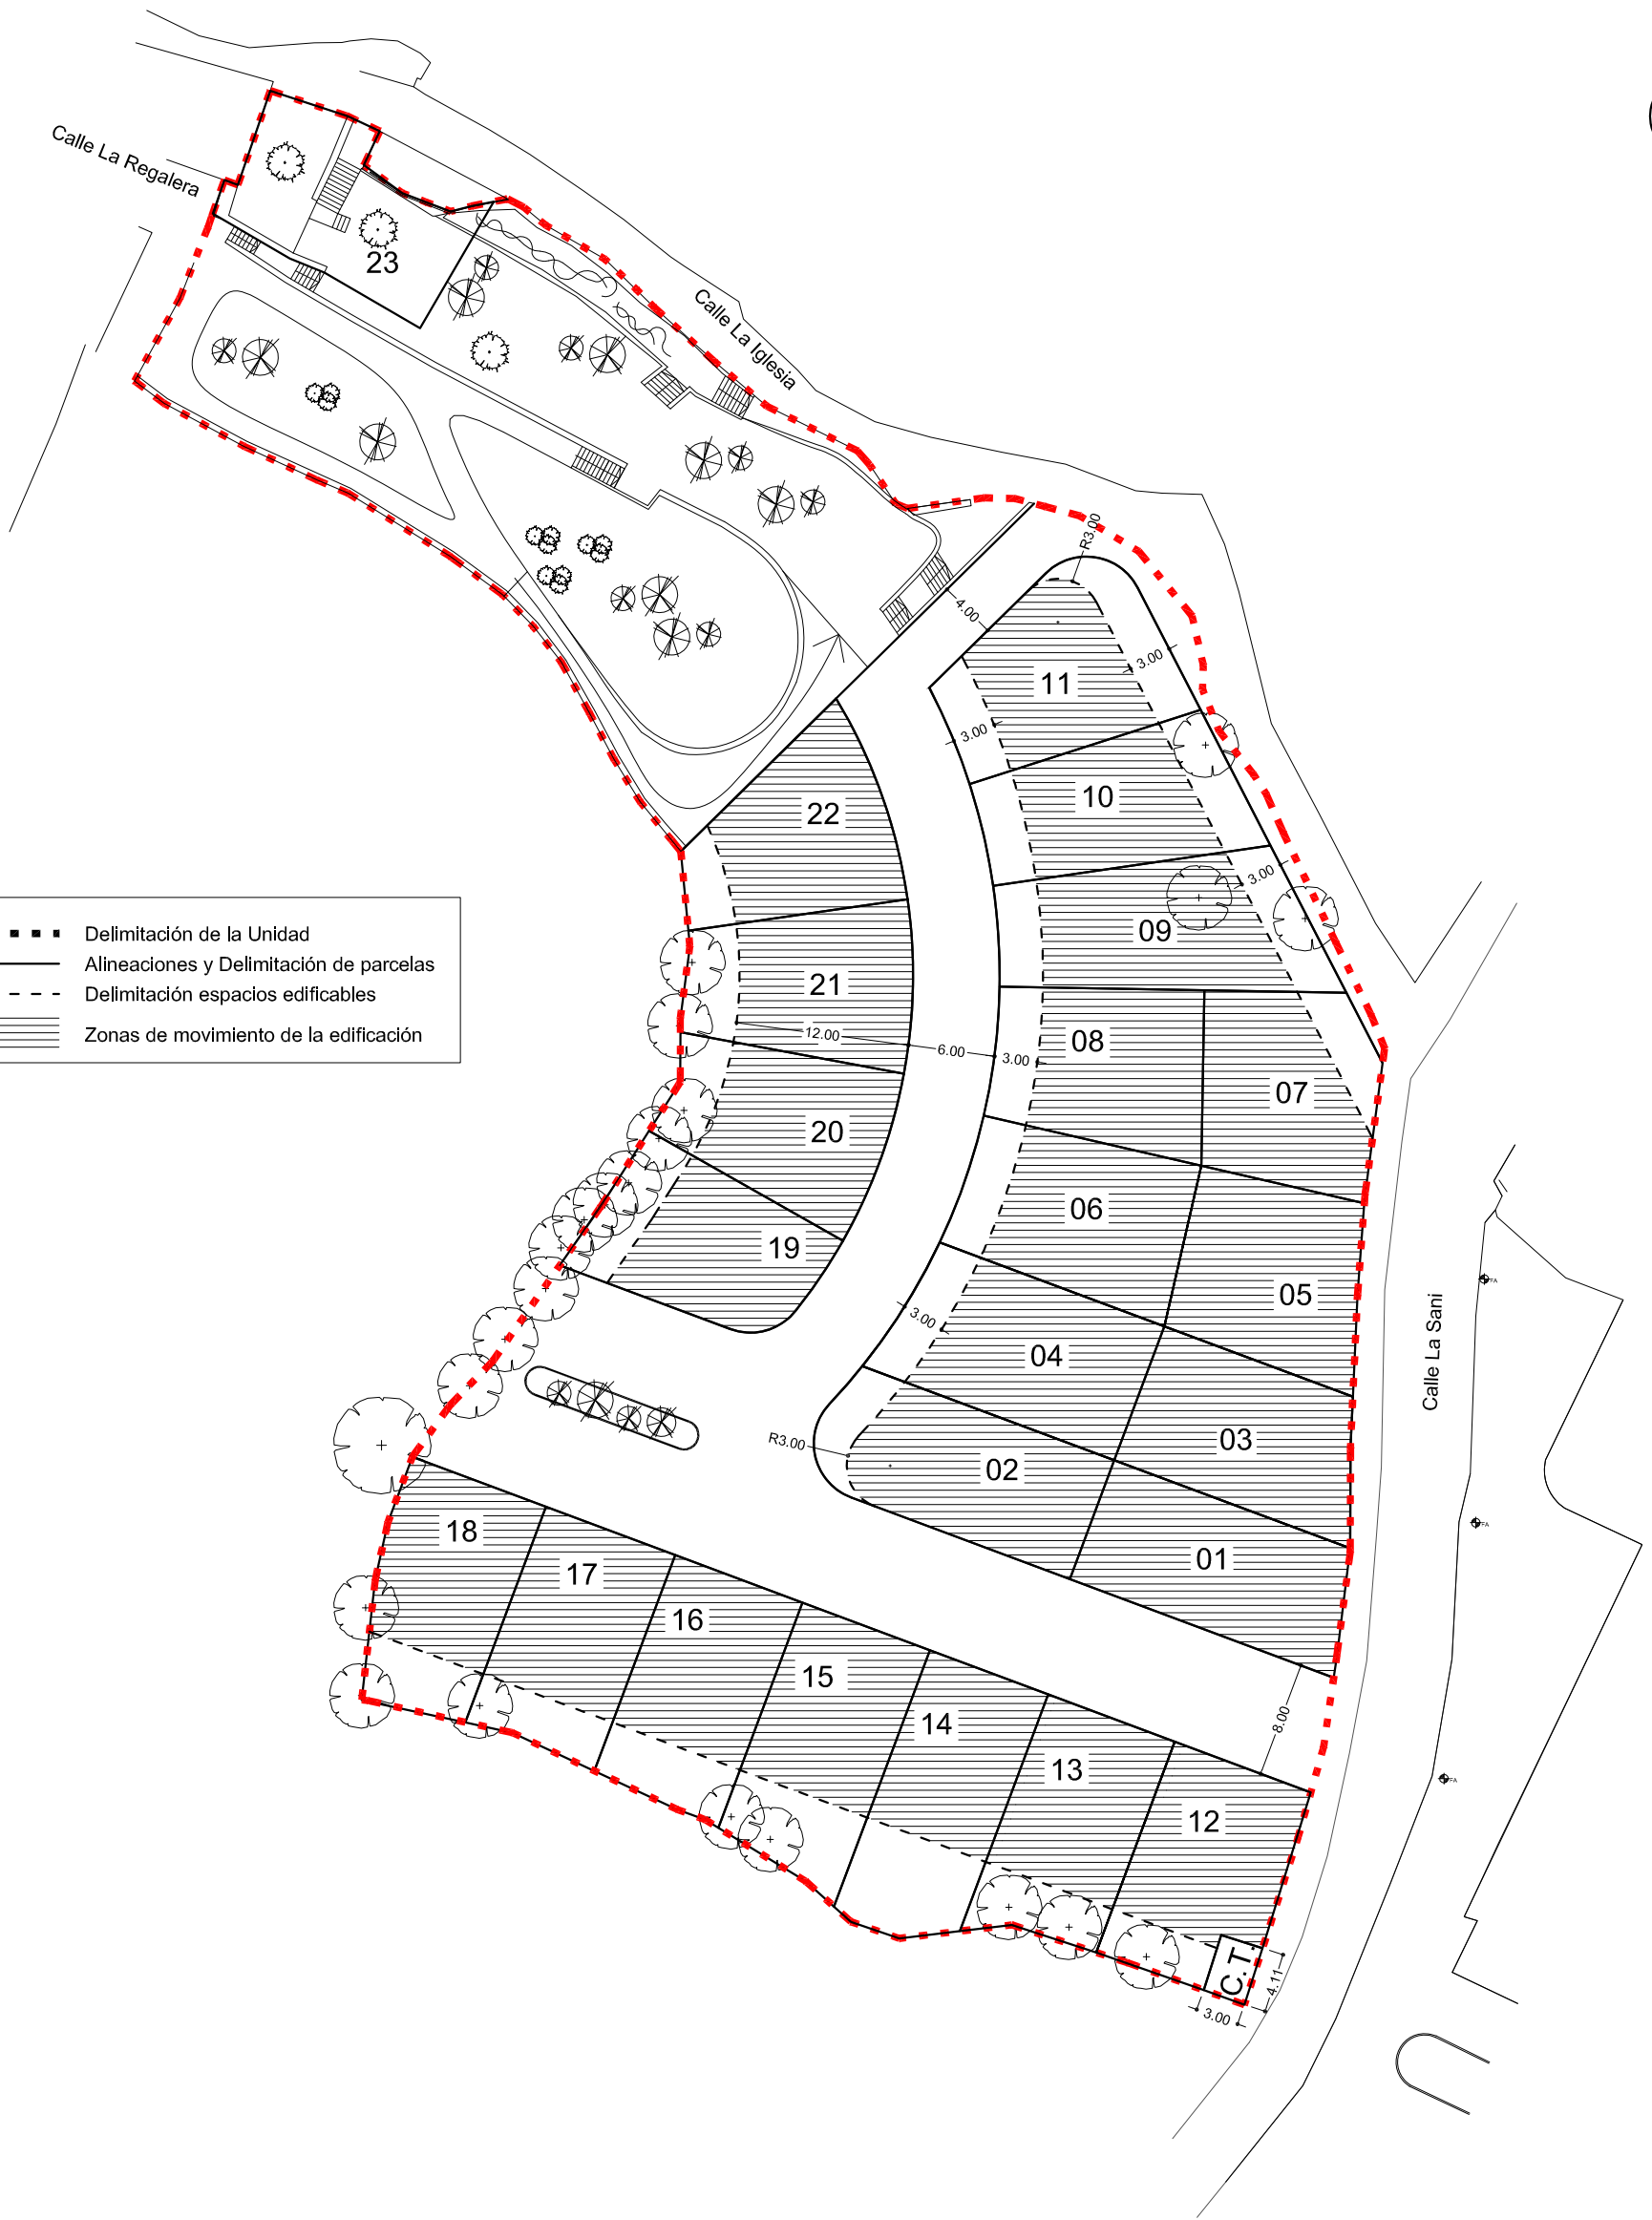 Calle La Regalera
23
Calle La Iglesia
R3.00
4.00
3.00
11
3.00
10
22
3.00
09
Delimitación de la Unidad
Alineaciones y Delimitación de parcelas
Delimitación espacios edificables
Zonas de movimiento de la edificación
21
12.00
6.00
3.00
08
07
20
06
19
05
FA
3.00
04
Calle La Sani
R3.00
03
02
18
FA
17
01
16
15
14
8.00
13
FA
12
C.T.
4.11
3.00